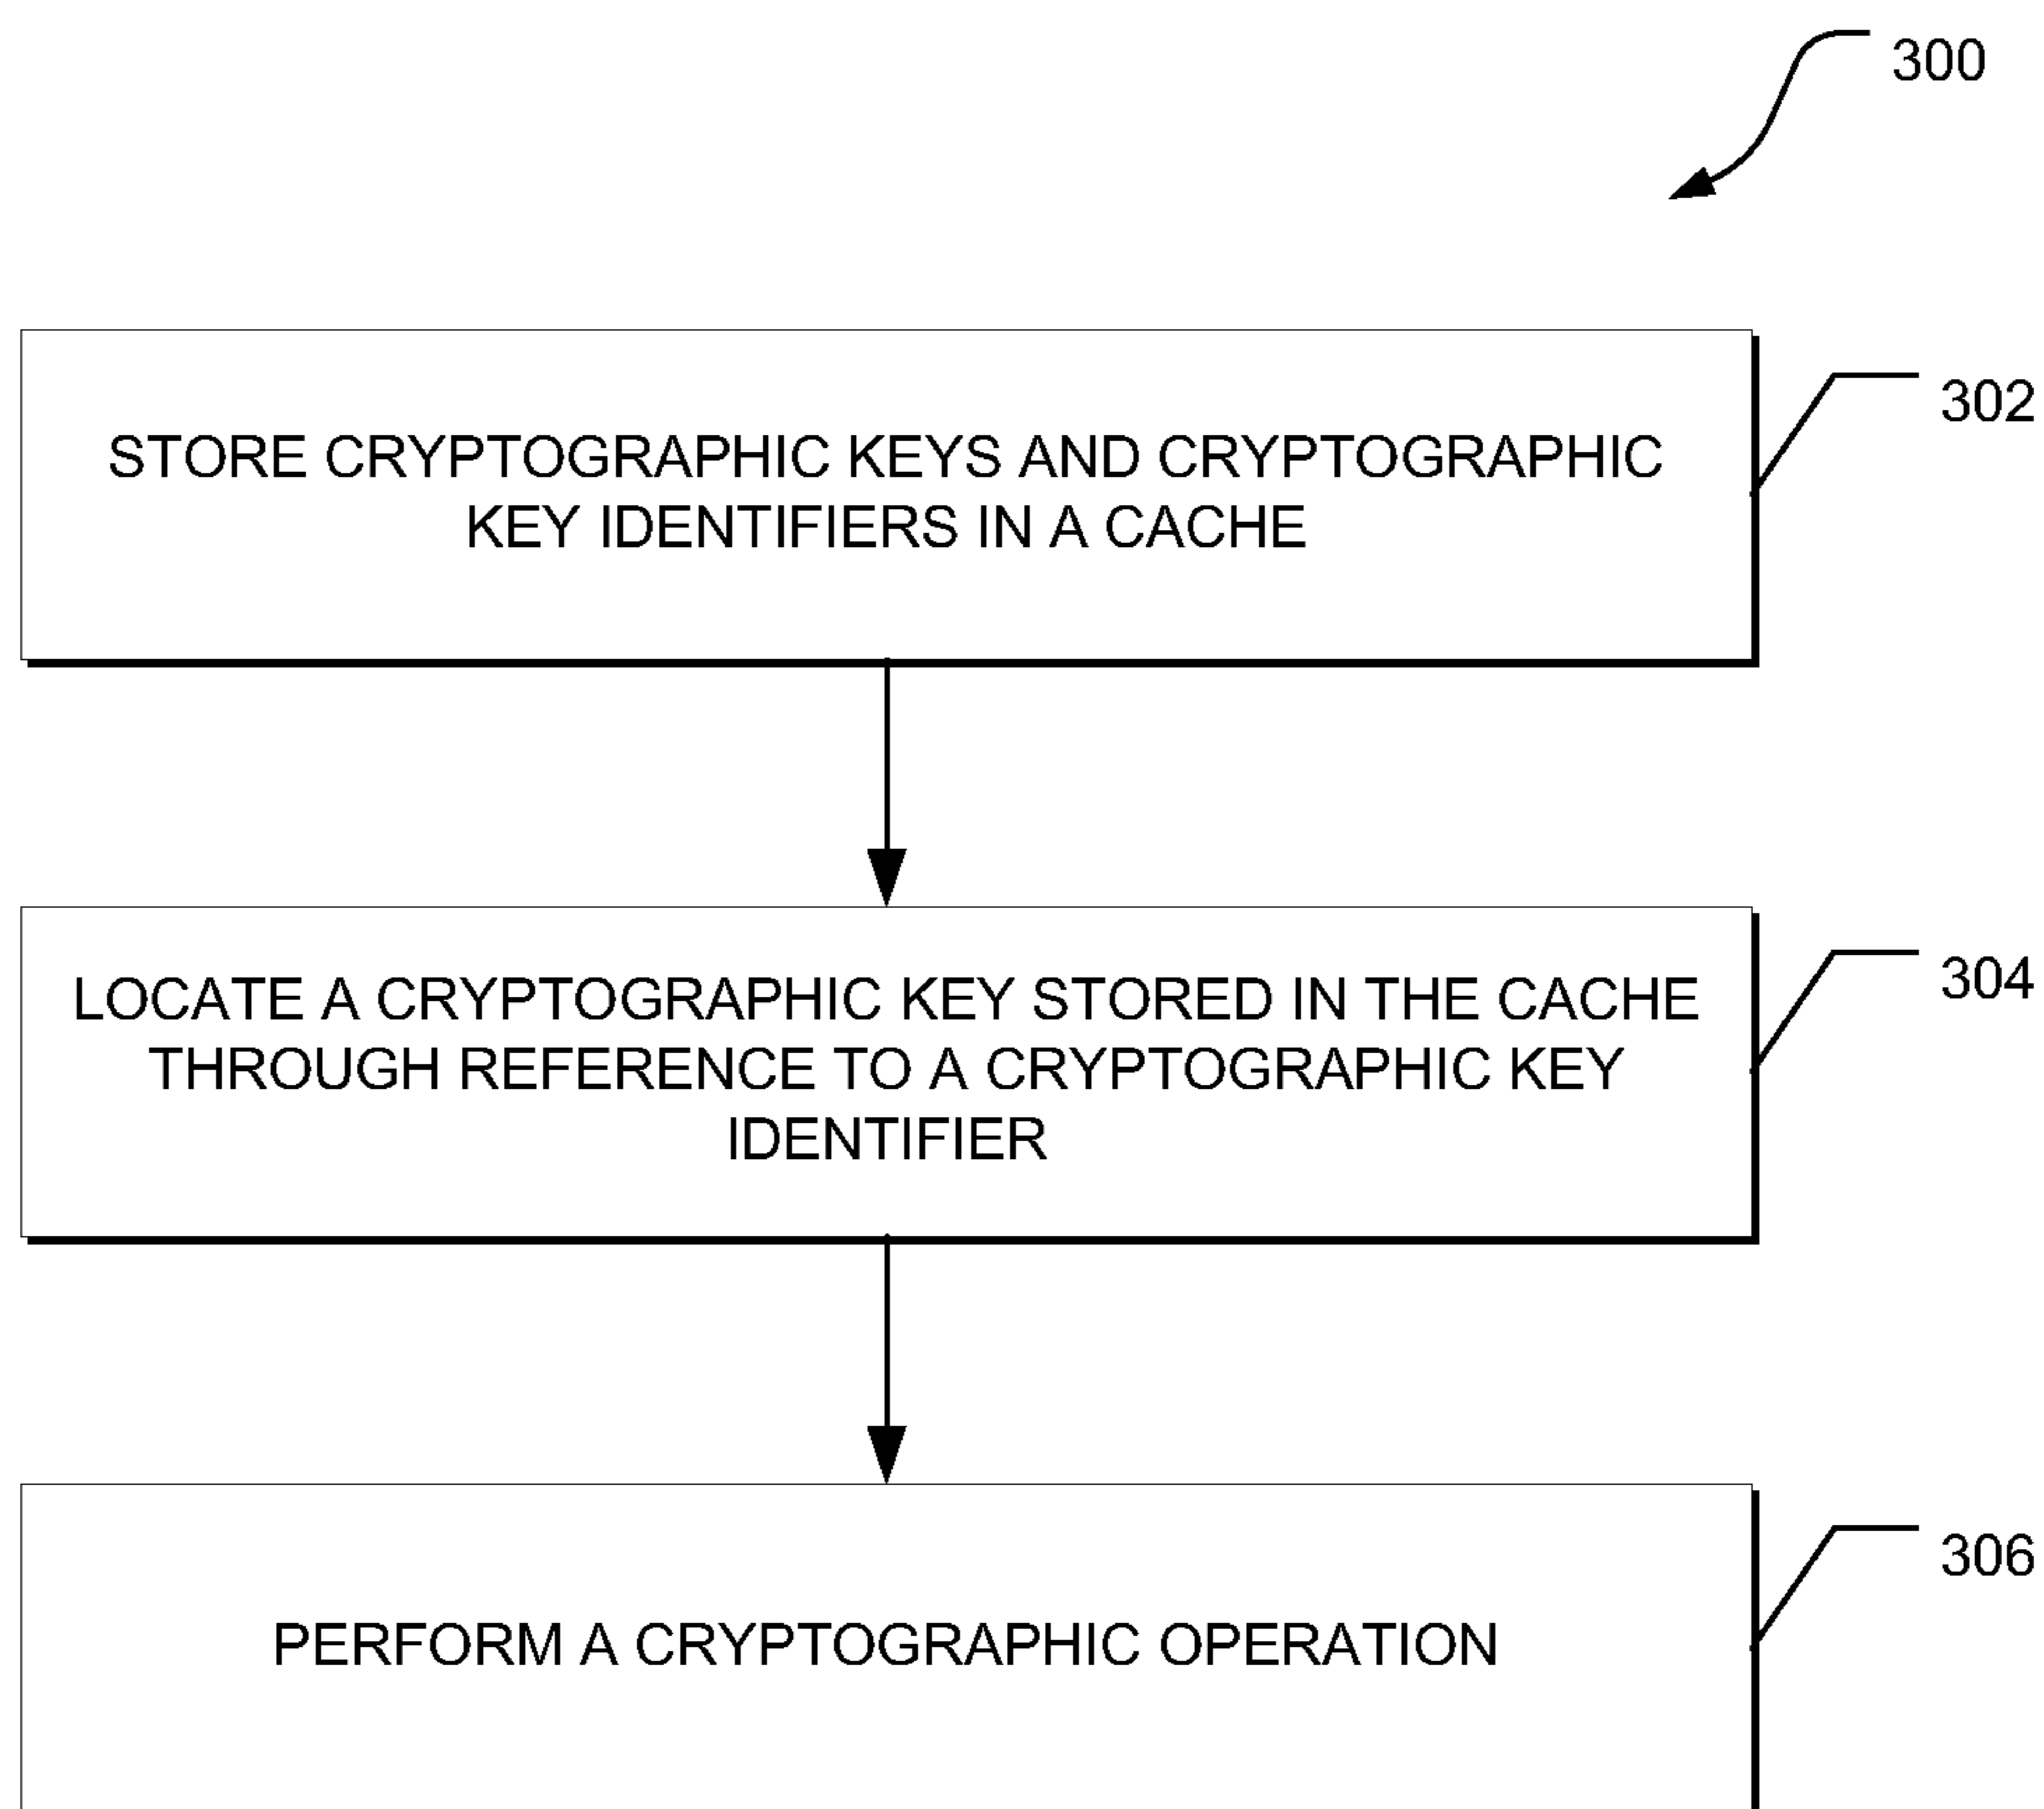 300
302
STORE CRYPTOGRAPHIC KEYS AND CRYPTOGRAPHIC
KEY IDENTIFIERS IN A CACHE
304
LOCATE A CRYPTOGRAPHIC KEY STORED IN THE CACHE
THROUGH REFERENCE TO A CRYPTOGRAPHIC KEY
IDENTIFIER
306
PERFORM A CRYPTOGRAPHIC OPERATION